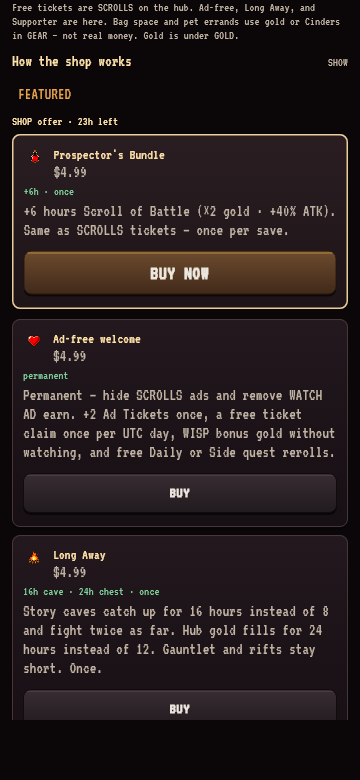 Free tickets are SCROLLS on the hub. Ad-free, Long Away, and
Supporter are here. Bag space and pet errands use gold or Cinders
in GEAR – not real money. Gold is under GOLD.
How the shop works
SHOW
FEATURED
SHOP offer · 23h left
Prospector's Bundle
$4.99
+6h · once
+6 hours Scroll of Battle (×2 gold · +40% ATK).
Same as SCROLLS tickets – once per save.
BUY NOW
Ad-free welcome
$4.99
permanent
Permanent – hide SCROLLS ads and remove WATCH
AD earn. +2 Ad Tickets once, a free ticket
claim once per UTC day, WISP bonus gold without
watching, and free Daily or Side quest rerolls.
BUY
Long Away
$4.99
16h cave · 24h chest · once
Story caves catch up for 16 hours instead of 8
and fight twice as far. Hub gold fills for 24
hours instead of 12. Gauntlet and rifts stay
short. Once.
BUY